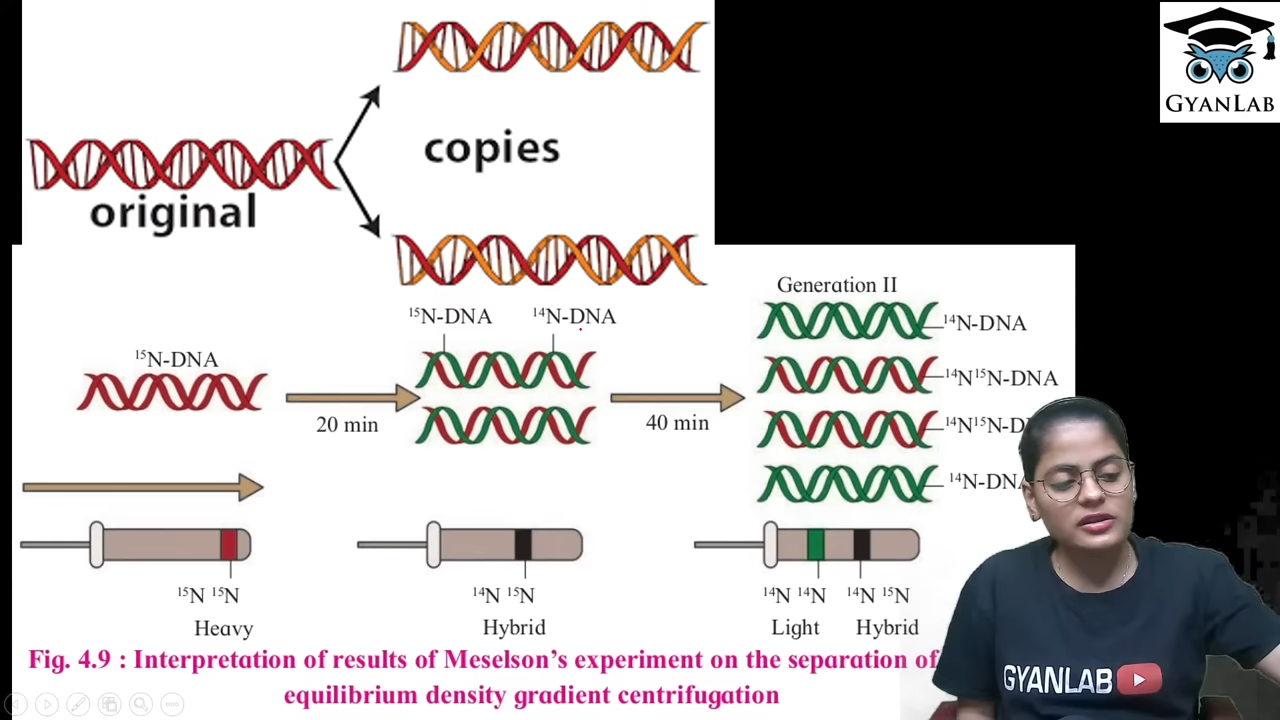 GYANLAB
original
copies
¹⁵N-DNA
20 min
¹⁵N-DNA
¹⁴N-DNA
40 min
Generation II
¹⁴N-DNA
¹⁴N¹⁵N-DNA
¹⁴N¹⁵N-D
¹⁴N-DNA
¹⁵N ¹⁵N
Heavy
¹⁴N ¹⁵N
Hybrid
¹⁴N ¹⁴N
Light
¹⁴N ¹⁵N
Hybrid
Fig. 4.9 : Interpretation of results of Meselson's experiment on the separation of
equilibrium density gradient centrifugation
GYANLAB